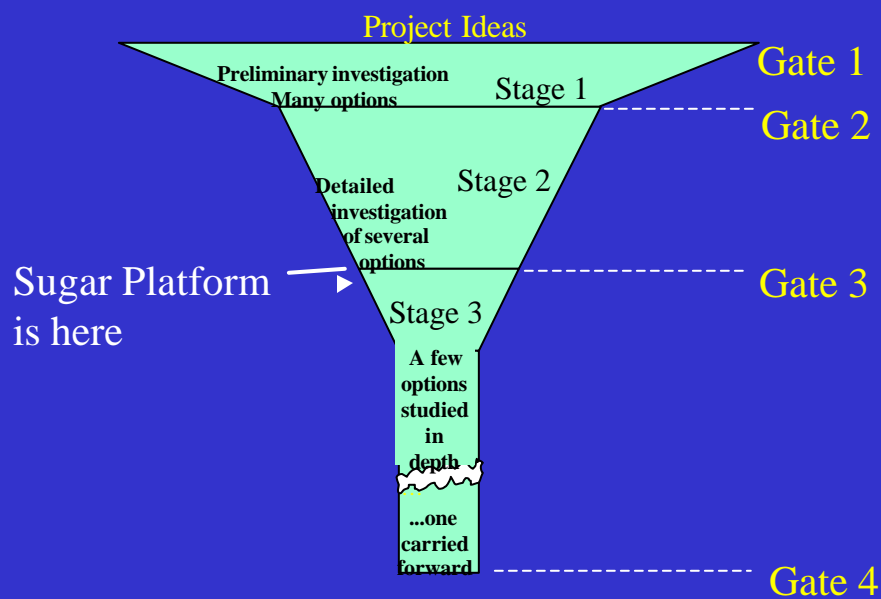 Project Ideas
Gate 1
Preliminary investigation
Many options
Stage 1
Gate 2
Stage 2
Detailed
investigation
of several
options
Sugar Platform
is here
Gate 3
Stage 3
A few
options
studied
in
depth
...one
carried
forward
Gate 4